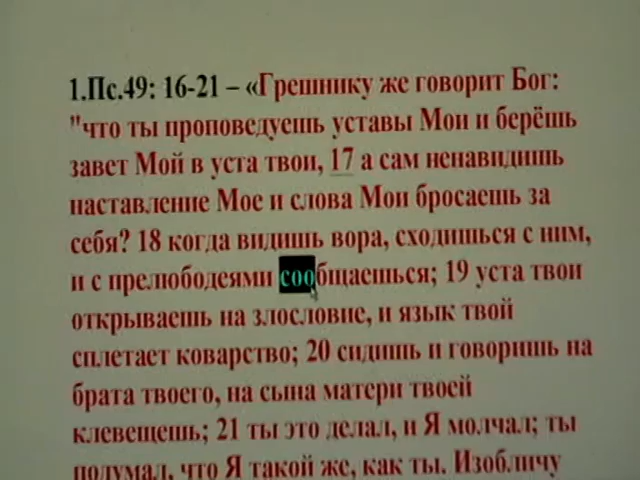 1.Пс.49: 16-21 – «Грешнику же говорит Бог:
"что ты проповедуешь уставы Мои и берёшь
завет Мой в уста твои, 17 а сам ненавидишь
наставление Мое и слова Мои бросаешь за
себя? 18 когда видишь вора, сходишься с ним,
и с прелюбодеями сообщаешься; 19 уста твои
открываешь на злословие, и язык твой
сплетает коварство; 20 сидишь и говоришь на
брата твоего, на сына матери твоей
клевещешь; 21 ты это делал, и Я молчал; ты
подумал, что Я такой же, как ты. Изобличу